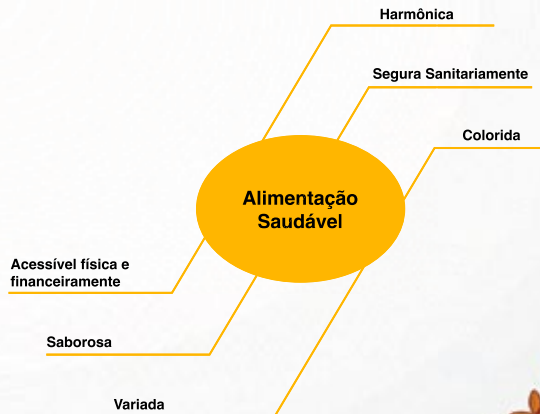 Harmônica
Segura Sanitariamente
Colorida
Alimentação
Saudável
Acessível física e
financeiramente
Saborosa
Variada